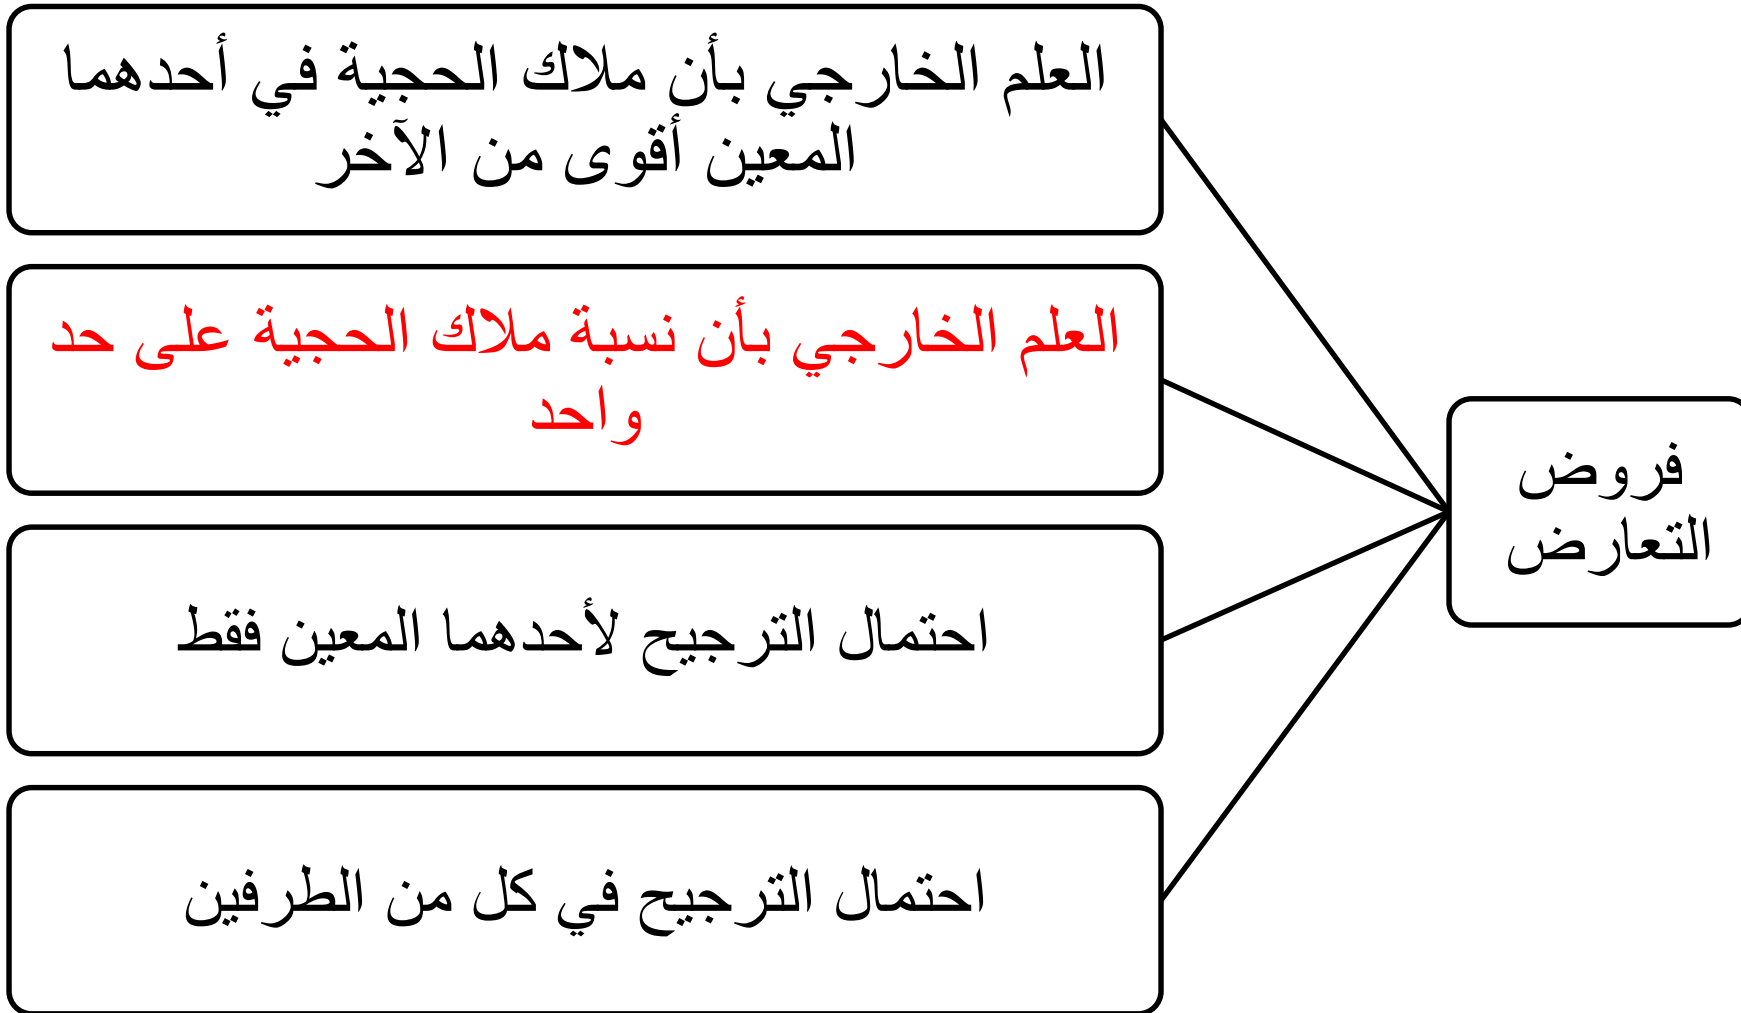 فروض
التعارض
العلم الخارجي بأن ملاك الحجية في أحدهما
المعين أقوى من الآخر
العلم الخارجي بأن نسبة ملاك الحجية على حد
واحد
احتمال الترجيح لأحدهما المعين فقط
احتمال الترجيح في كل من الطرفين